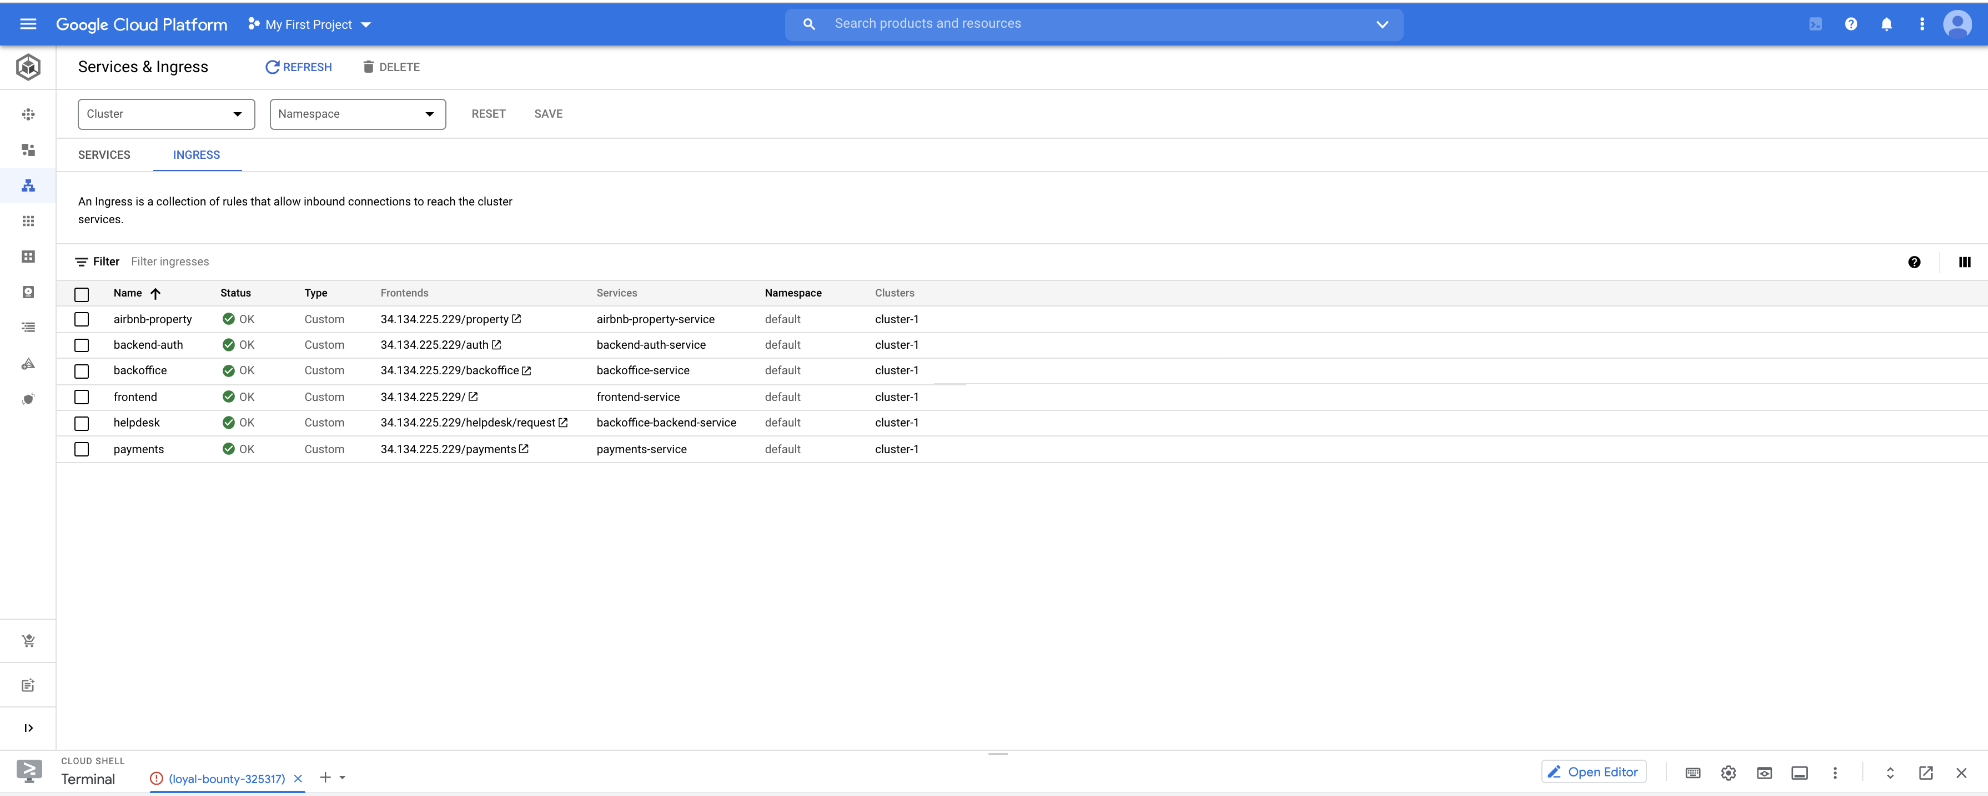 Google Cloud Platform My First Project Search products and resources
Services & Ingress REFRESH DELETE
Cluster Namespace RESET SAVE
SERVICES INGRESS
An Ingress is a collection of rules that allow inbound connections to reach the cluster
services.
Filter Filter ingresses
Name Status Type Frontends Services Namespace Clusters
airbnb-property OK Custom 34.134.225.229/property airbnb-property-service default cluster-1
backend-auth OK Custom 34.134.225.229/auth backend-auth-service default cluster-1
backoffice OK Custom 34.134.225.229/backoffice backoffice-service default cluster-1
frontend OK Custom 34.134.225.229/ frontend-service default cluster-1
helpdesk OK Custom 34.134.225.229/helpdesk/request backoffice-backend-service default cluster-1
payments OK Custom 34.134.225.229/payments payments-service default cluster-1
CLOUD SHELL
Terminal (loyal-bounty-325317) Open Editor